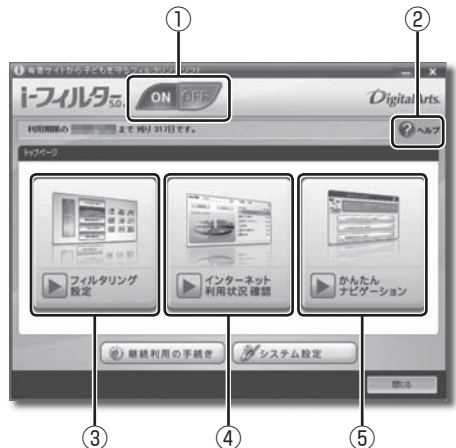 ①
②
有害サイトから子どもを守るフィルタリングソフト
i-フィルター 5.0
ON OFF
DigitalArts.
利用期限の
まで 残り 317日です。
ヘルプ
トップページ
フィルタリング
設定
インターネット
利用状況 確認
かんたん
ナビゲーション
継続利用の手続き
システム設定
閉じる
③
④
⑤